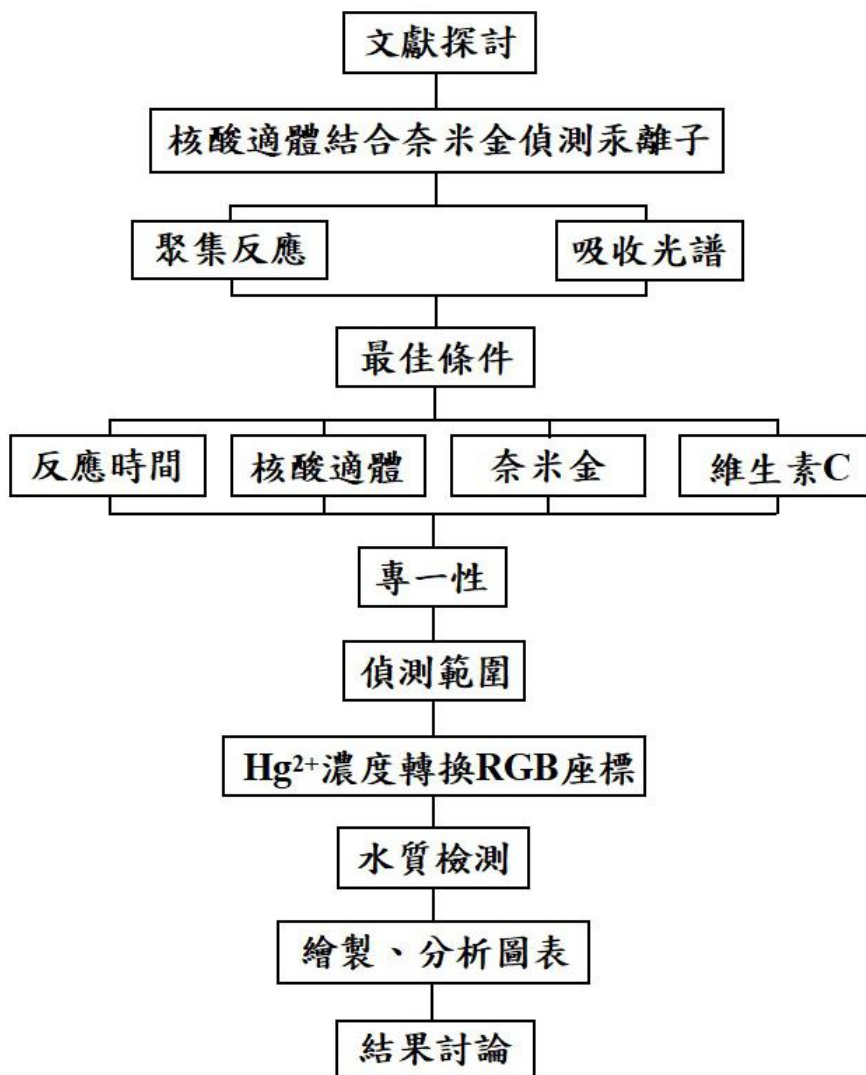 文獻探討
核酸適體結合奈米金偵測汞離子
聚集反應
吸收光譜
最佳條件
反應時間
核酸適體
奈米金
維生素C
專一性
偵測範圍
Hg²⁺濃度轉換RGB座標
水質檢測
繪製、分析圖表
結果討論